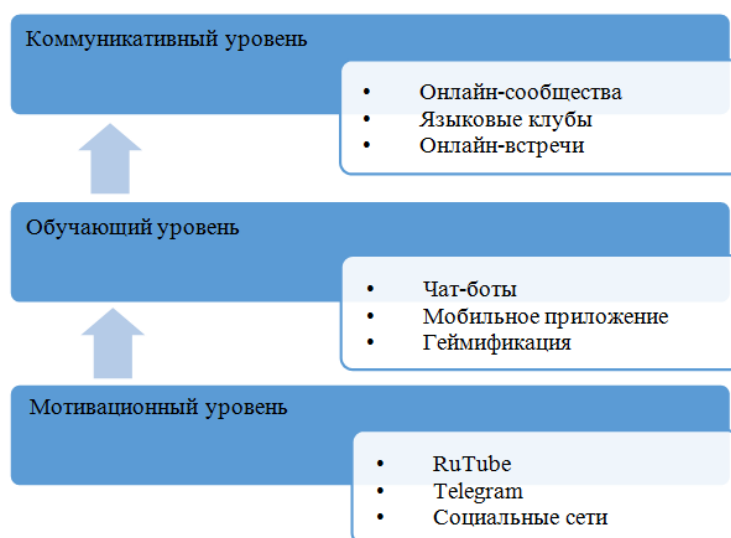 Коммуникативный уровень
• Онлайн-сообщества
• Языковые клубы
• Онлайн-встречи
Обучающий уровень
• Чат-боты
• Мобильное приложение
• Геймификация
Мотивационный уровень
• RuTube
• Telegram
• Социальные сети